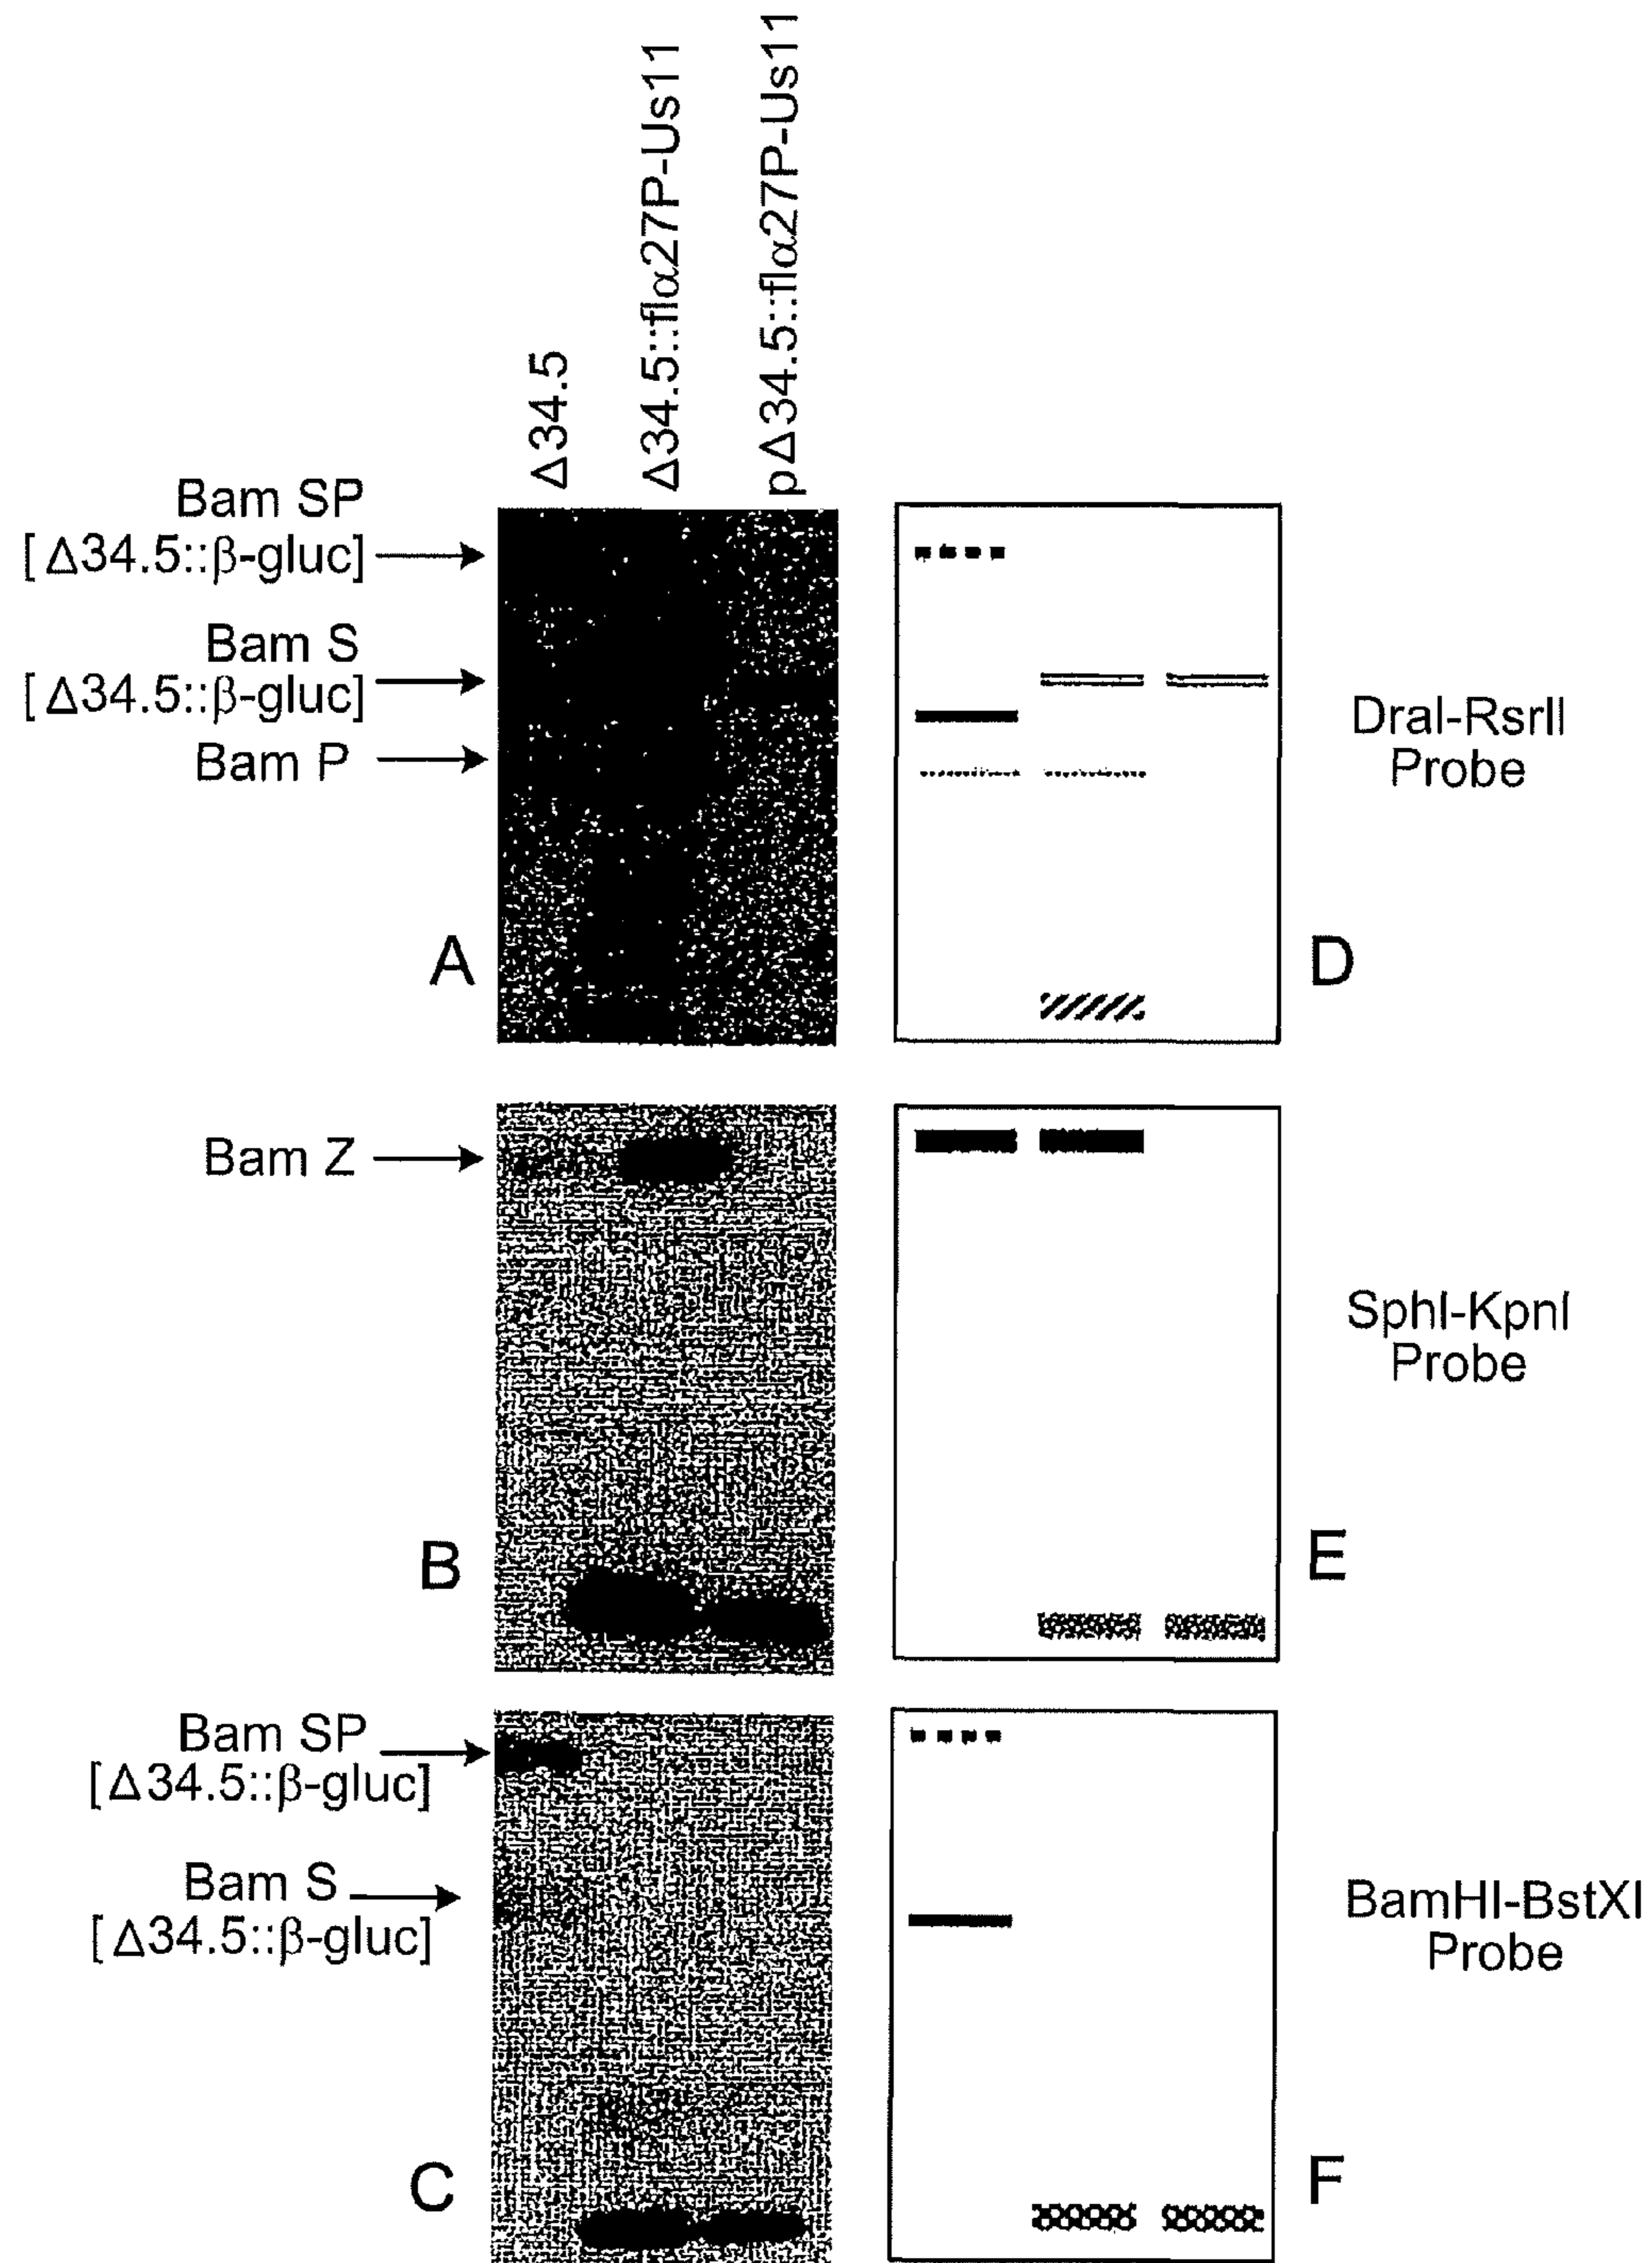 Δ34.5
Δ34.5::flα27P-Us11
pΔ34.5::flα27P-Us11
Bam SP
[Δ34.5::β-gluc]
Bam S
[Δ34.5::β-gluc]
Bam P
A
D
DraI-RsrII
Probe
Bam Z
B
E
SphI-KpnI
Probe
Bam SP
[Δ34.5::β-gluc]
Bam S
[Δ34.5::β-gluc]
C
F
BamHI-BstXI
Probe